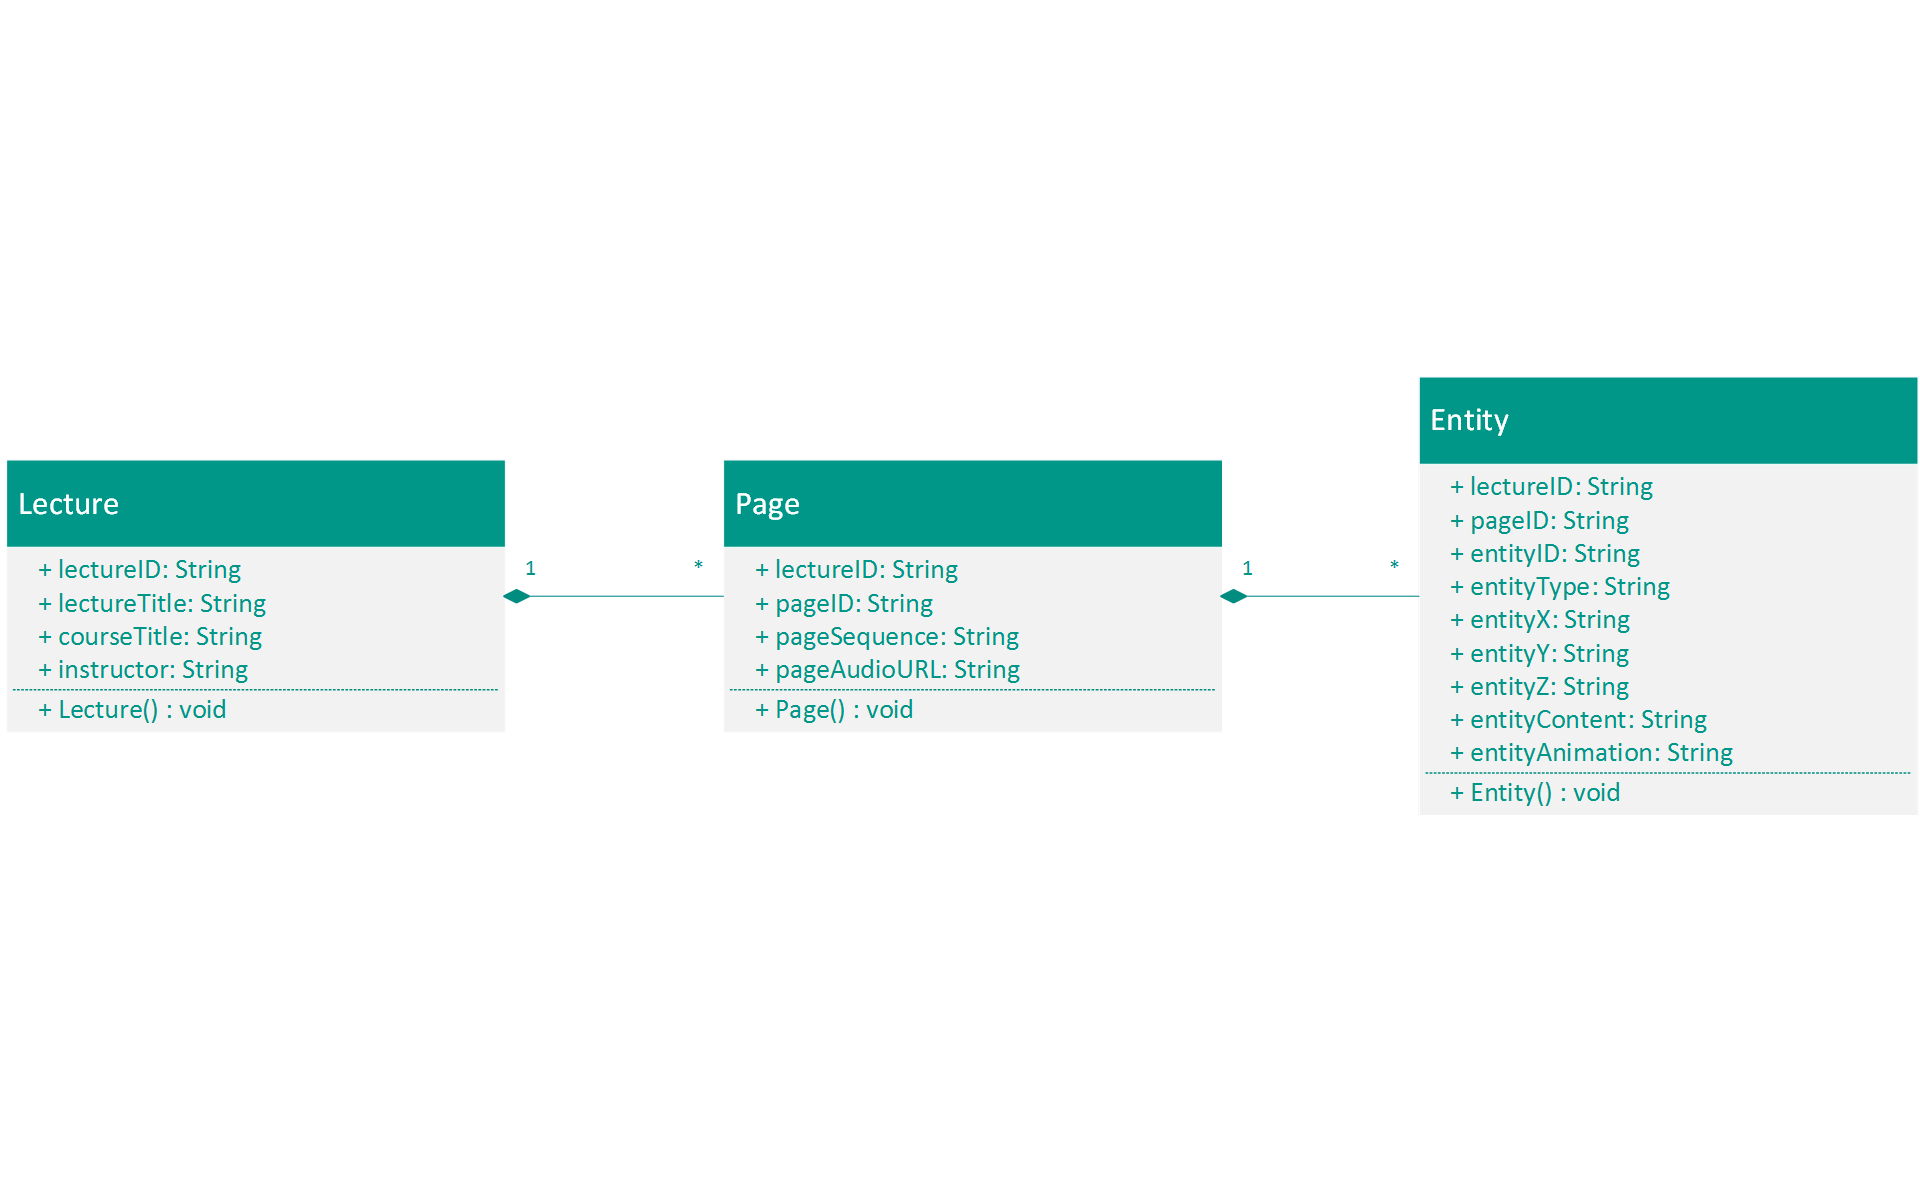 Lecture
+ lectureID: String
+ lectureTitle: String
+ courseTitle: String
+ instructor: String
+ Lecture() : void
1
*
Page
+ lectureID: String
+ pageID: String
+ pageSequence: String
+ pageAudioURL: String
+ Page() : void
1
*
Entity
+ lectureID: String
+ pageID: String
+ entityID: String
+ entityType: String
+ entityX: String
+ entityY: String
+ entityZ: String
+ entityContent: String
+ entityAnimation: String
+ Entity() : void